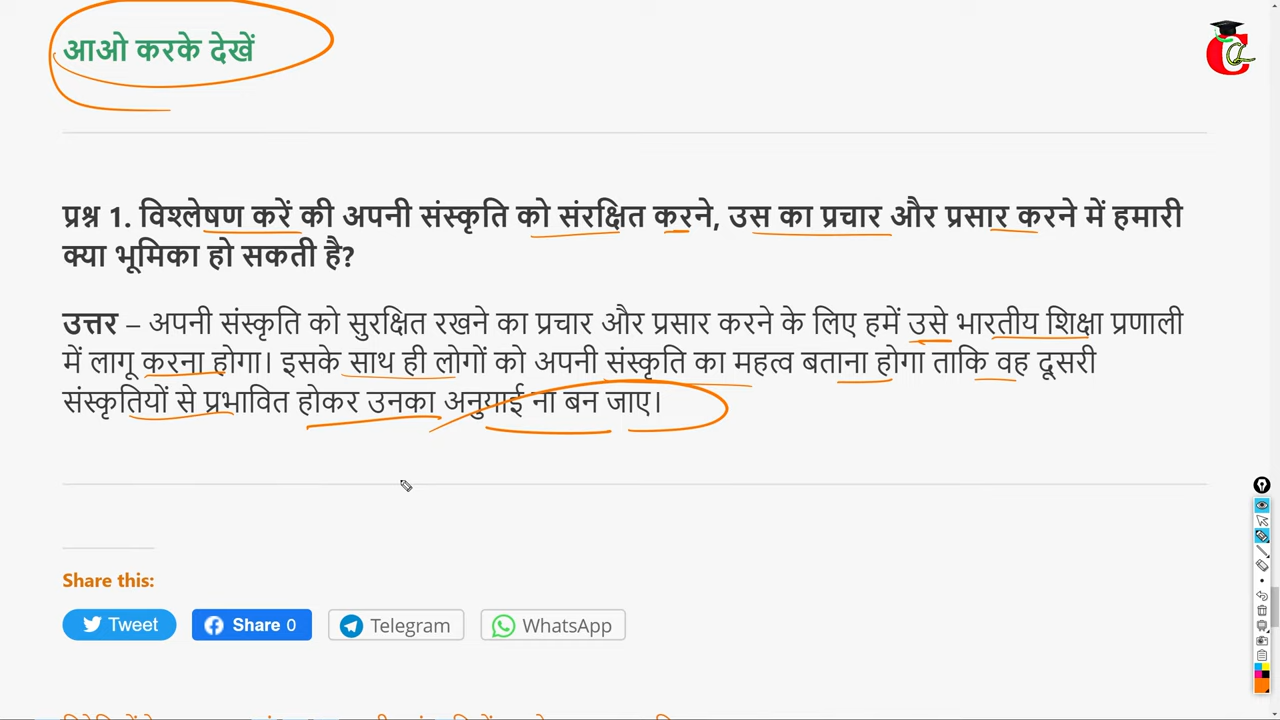 आओ करके देखें
प्रश्न 1. विश्लेषण करें की अपनी संस्कृति को संरक्षित करने, उस का प्रचार और प्रसार करने में हमारी
क्या भूमिका हो सकती है?
उत्तर – अपनी संस्कृति को सुरक्षित रखने का प्रचार और प्रसार करने के लिए हमें उसे भारतीय शिक्षा प्रणाली
में लागू करना होगा। इसके साथ ही लोगों को अपनी संस्कृति का महत्व बताना होगा ताकि वह दूसरी
संस्कृतियों से प्रभावित होकर उनका अनुयाई ना बन जाए।
Share this:
Tweet
Share 0
Telegram
WhatsApp